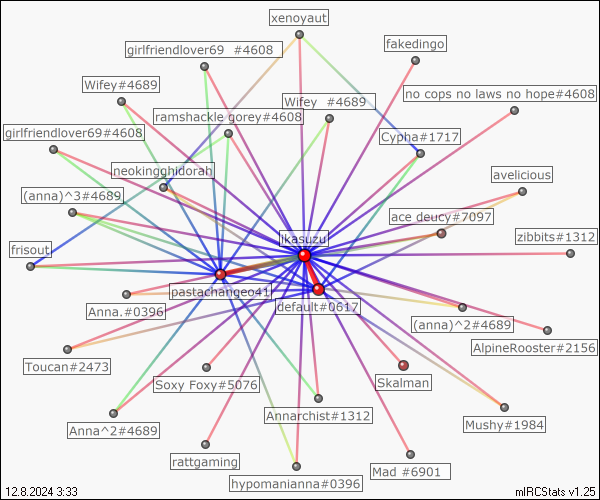 xenoyaut
girlfriendlover69 #4608
fakedingo
Wifey#4689
Wifey #4689
no cops no laws no hope#4608
ramshackle gorey#4608
girlfriendlover69#4608
Cypha#1717
neokingghidorah
avelicious
(anna)^3#4689
ace deucy#7097
ikasuzu
zibbits#1312
frisout
pastachangeo41
default#0617
Anna.#0396
(anna)^2#4689
AlpineRooster#2156
Toucan#2473
Soxy Foxy#5076
Skalman
Annarchist#1312
Mushy#1984
Anna^2#4689
rattgaming
Mad #6901
hypomanianna#0396
12.8.2024 3:33
mIRCStats v1.25